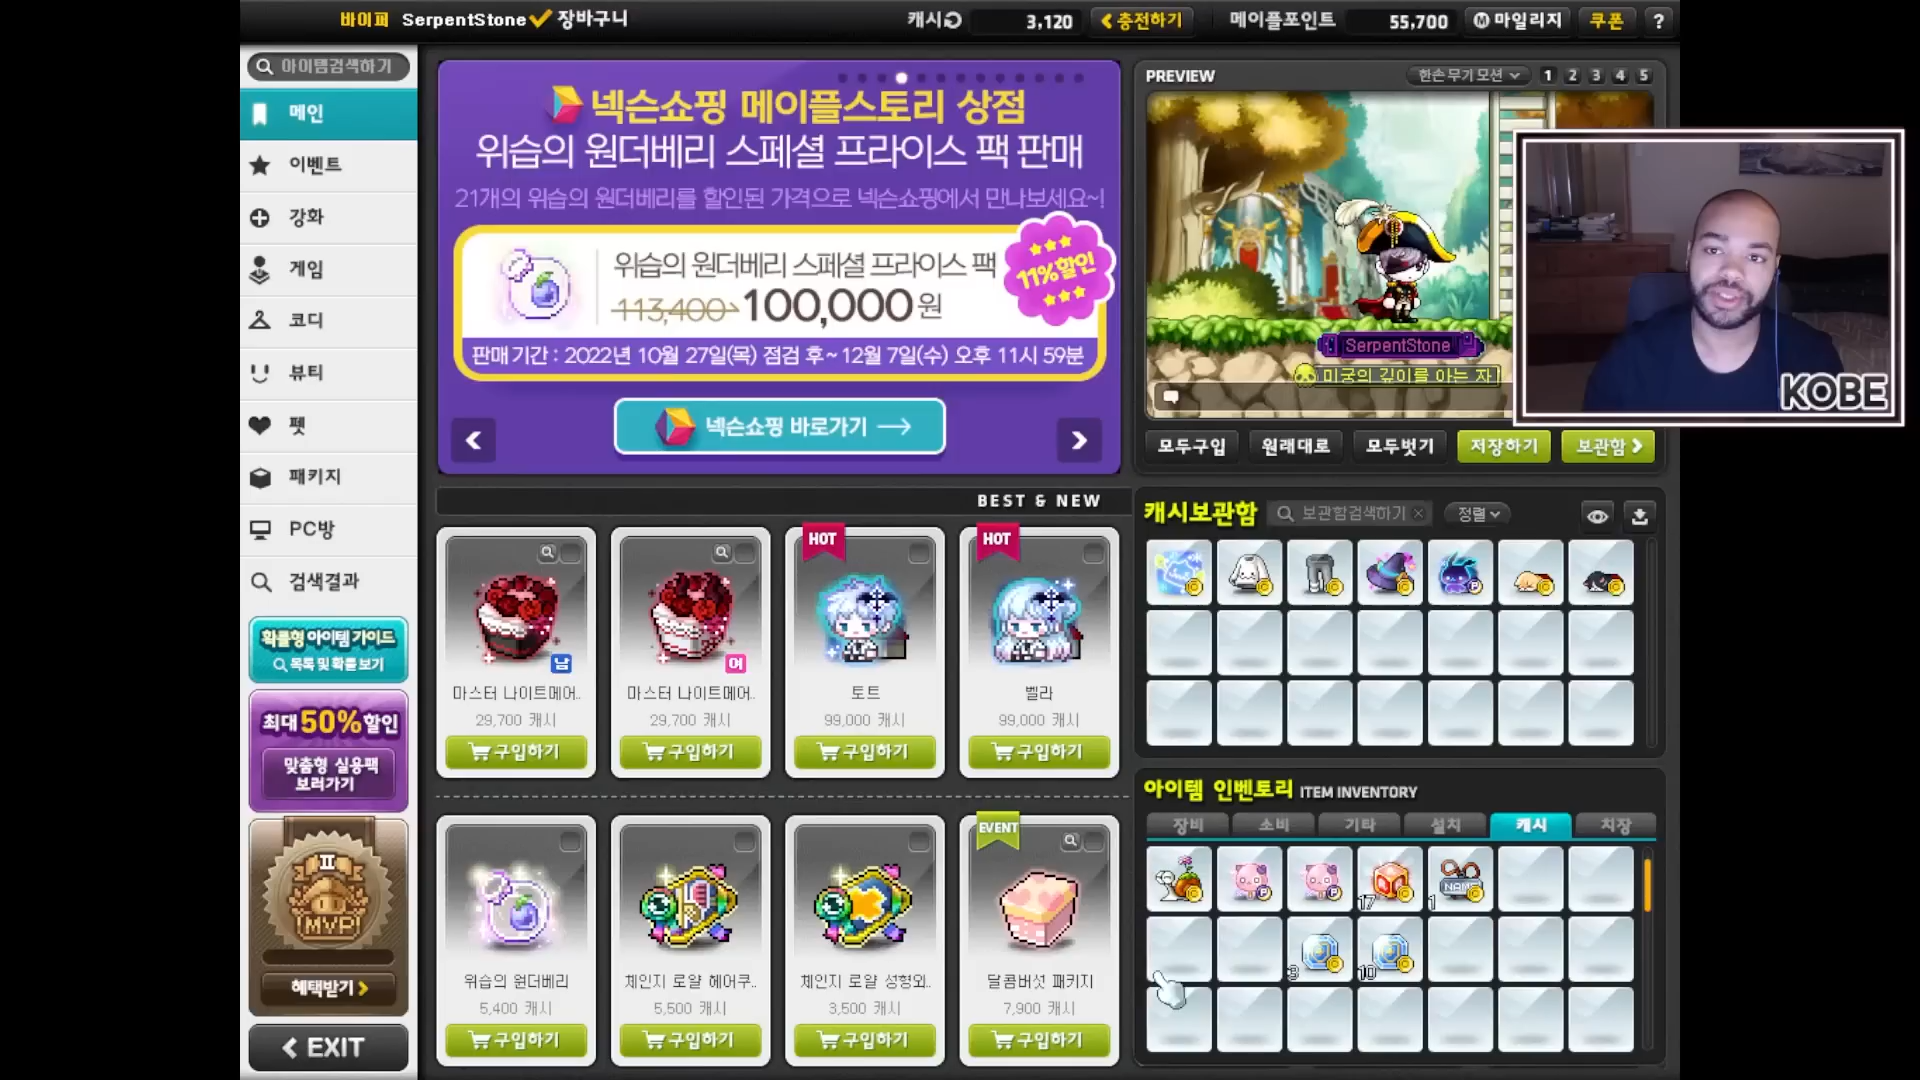 바이퍼 SerpentStone 장바구니
캐시 3,120 충전하기 메이플포인트 55,700 M 마일리지 쿠폰 ?
아이템검색하기
메인
이벤트
강화
게임
코디
뷰티
펫
패키지
PC방
검색결과
확률형 아이템 가이드
목록 및 확률 보기
최대 50% 할인
맞춤형 실용팩
보러가기
II
MVP
혜택받기 >
EXIT
넥슨쇼핑 메이플스토리 상점
위습의 원더베리 스페셜 프라이스 팩 판매
21개의 위습의 원더베리를 할인된 가격으로 넥슨쇼핑에서 만나보세요~!
위습의 원더베리 스페셜 프라이스 팩
113,400 100,000원
11%할인
판매기간 : 2022년 10월 27일(목) 점검 후 ~ 12월 7일(수) 오후 11시 59분
넥슨쇼핑 바로가기
BEST & NEW
HOT
HOT
남
여
마스터 나이트메어..
마스터 나이트메어..
토트
벨라
29,700 캐시
29,700 캐시
99,000 캐시
99,000 캐시
구입하기
구입하기
구입하기
구입하기
EVENT
위습의 원더베리
체인지 로얄 헤어쿠..
체인지 로얄 성형외..
달콤버섯 패키지
5,400 캐시
5,500 캐시
3,500 캐시
7,900 캐시
구입하기
구입하기
구입하기
구입하기
PREVIEW 한손 무기 모션 1 2 3 4 5
SerpentStone
미궁의 깊이를 아는 자
KOBE
모두구입 원래대로 모두벗기 저장하기 보관함 >
캐시보관함 보관함검색하기 정렬
아이템 인벤토리 ITEM INVENTORY
장비 소비 기타 설치 캐시 치장
17 1 NAME
3 10